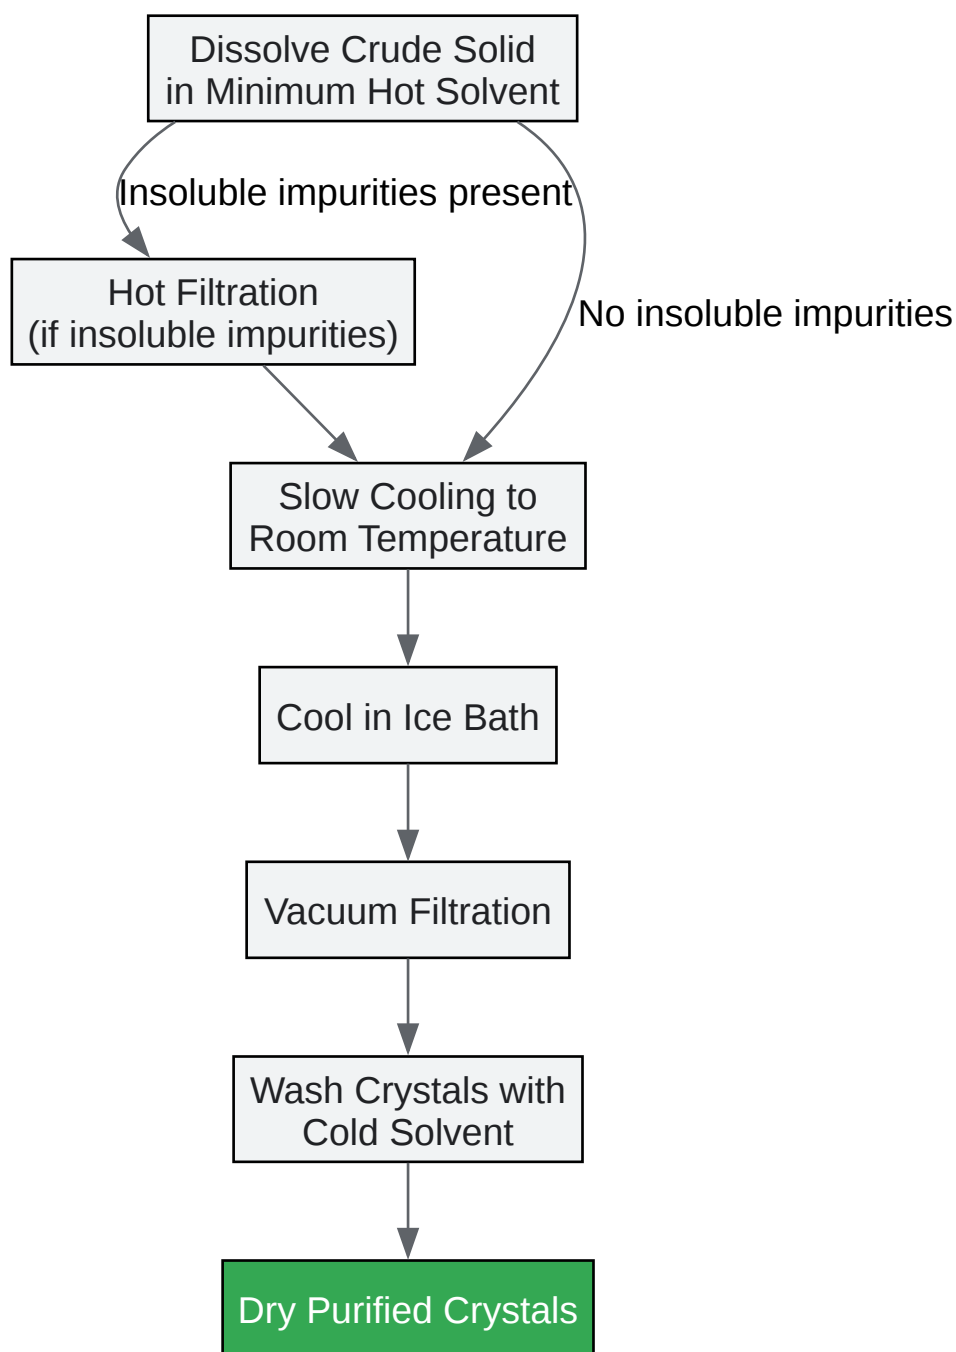 Dissolve Crude Solid
in Minimum Hot Solvent
Insoluble impurities present
Hot Filtration
(if insoluble impurities)
No insoluble impurities
Slow Cooling to
Room Temperature
Cool in Ice Bath
Vacuum Filtration
Wash Crystals with
Cold Solvent
Dry Purified Crystals